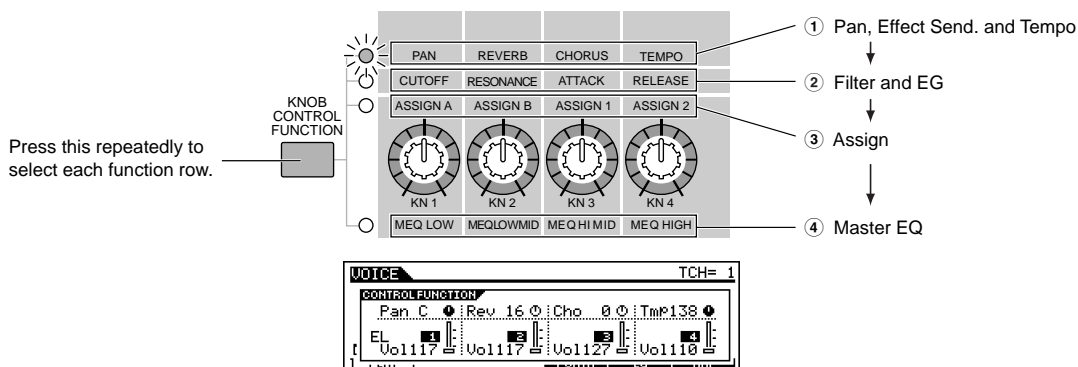 ① Pan, Effect Send. and Tempo
PAN REVERB CHORUS TEMPO
CUTOFF RESONANCE ATTACK RELEASE
② Filter and EG
KNOB
CONTROL
FUNCTION
ASSIGN A ASSIGN B ASSIGN 1 ASSIGN 2
③ Assign
Press this repeatedly to
select each function row.
KN 1 KN 2 KN 3 KN 4
MEQ LOW MEQLOWMID MEQ HI MID MEQ HIGH
④ Master EQ
VOICE TCH= 1
CONTROL FUNCTION
Pan C Rev 16 Cho 0 Tmp138
EL 1 2 3 4
Vol117 Vol117 Vol127 Vol110